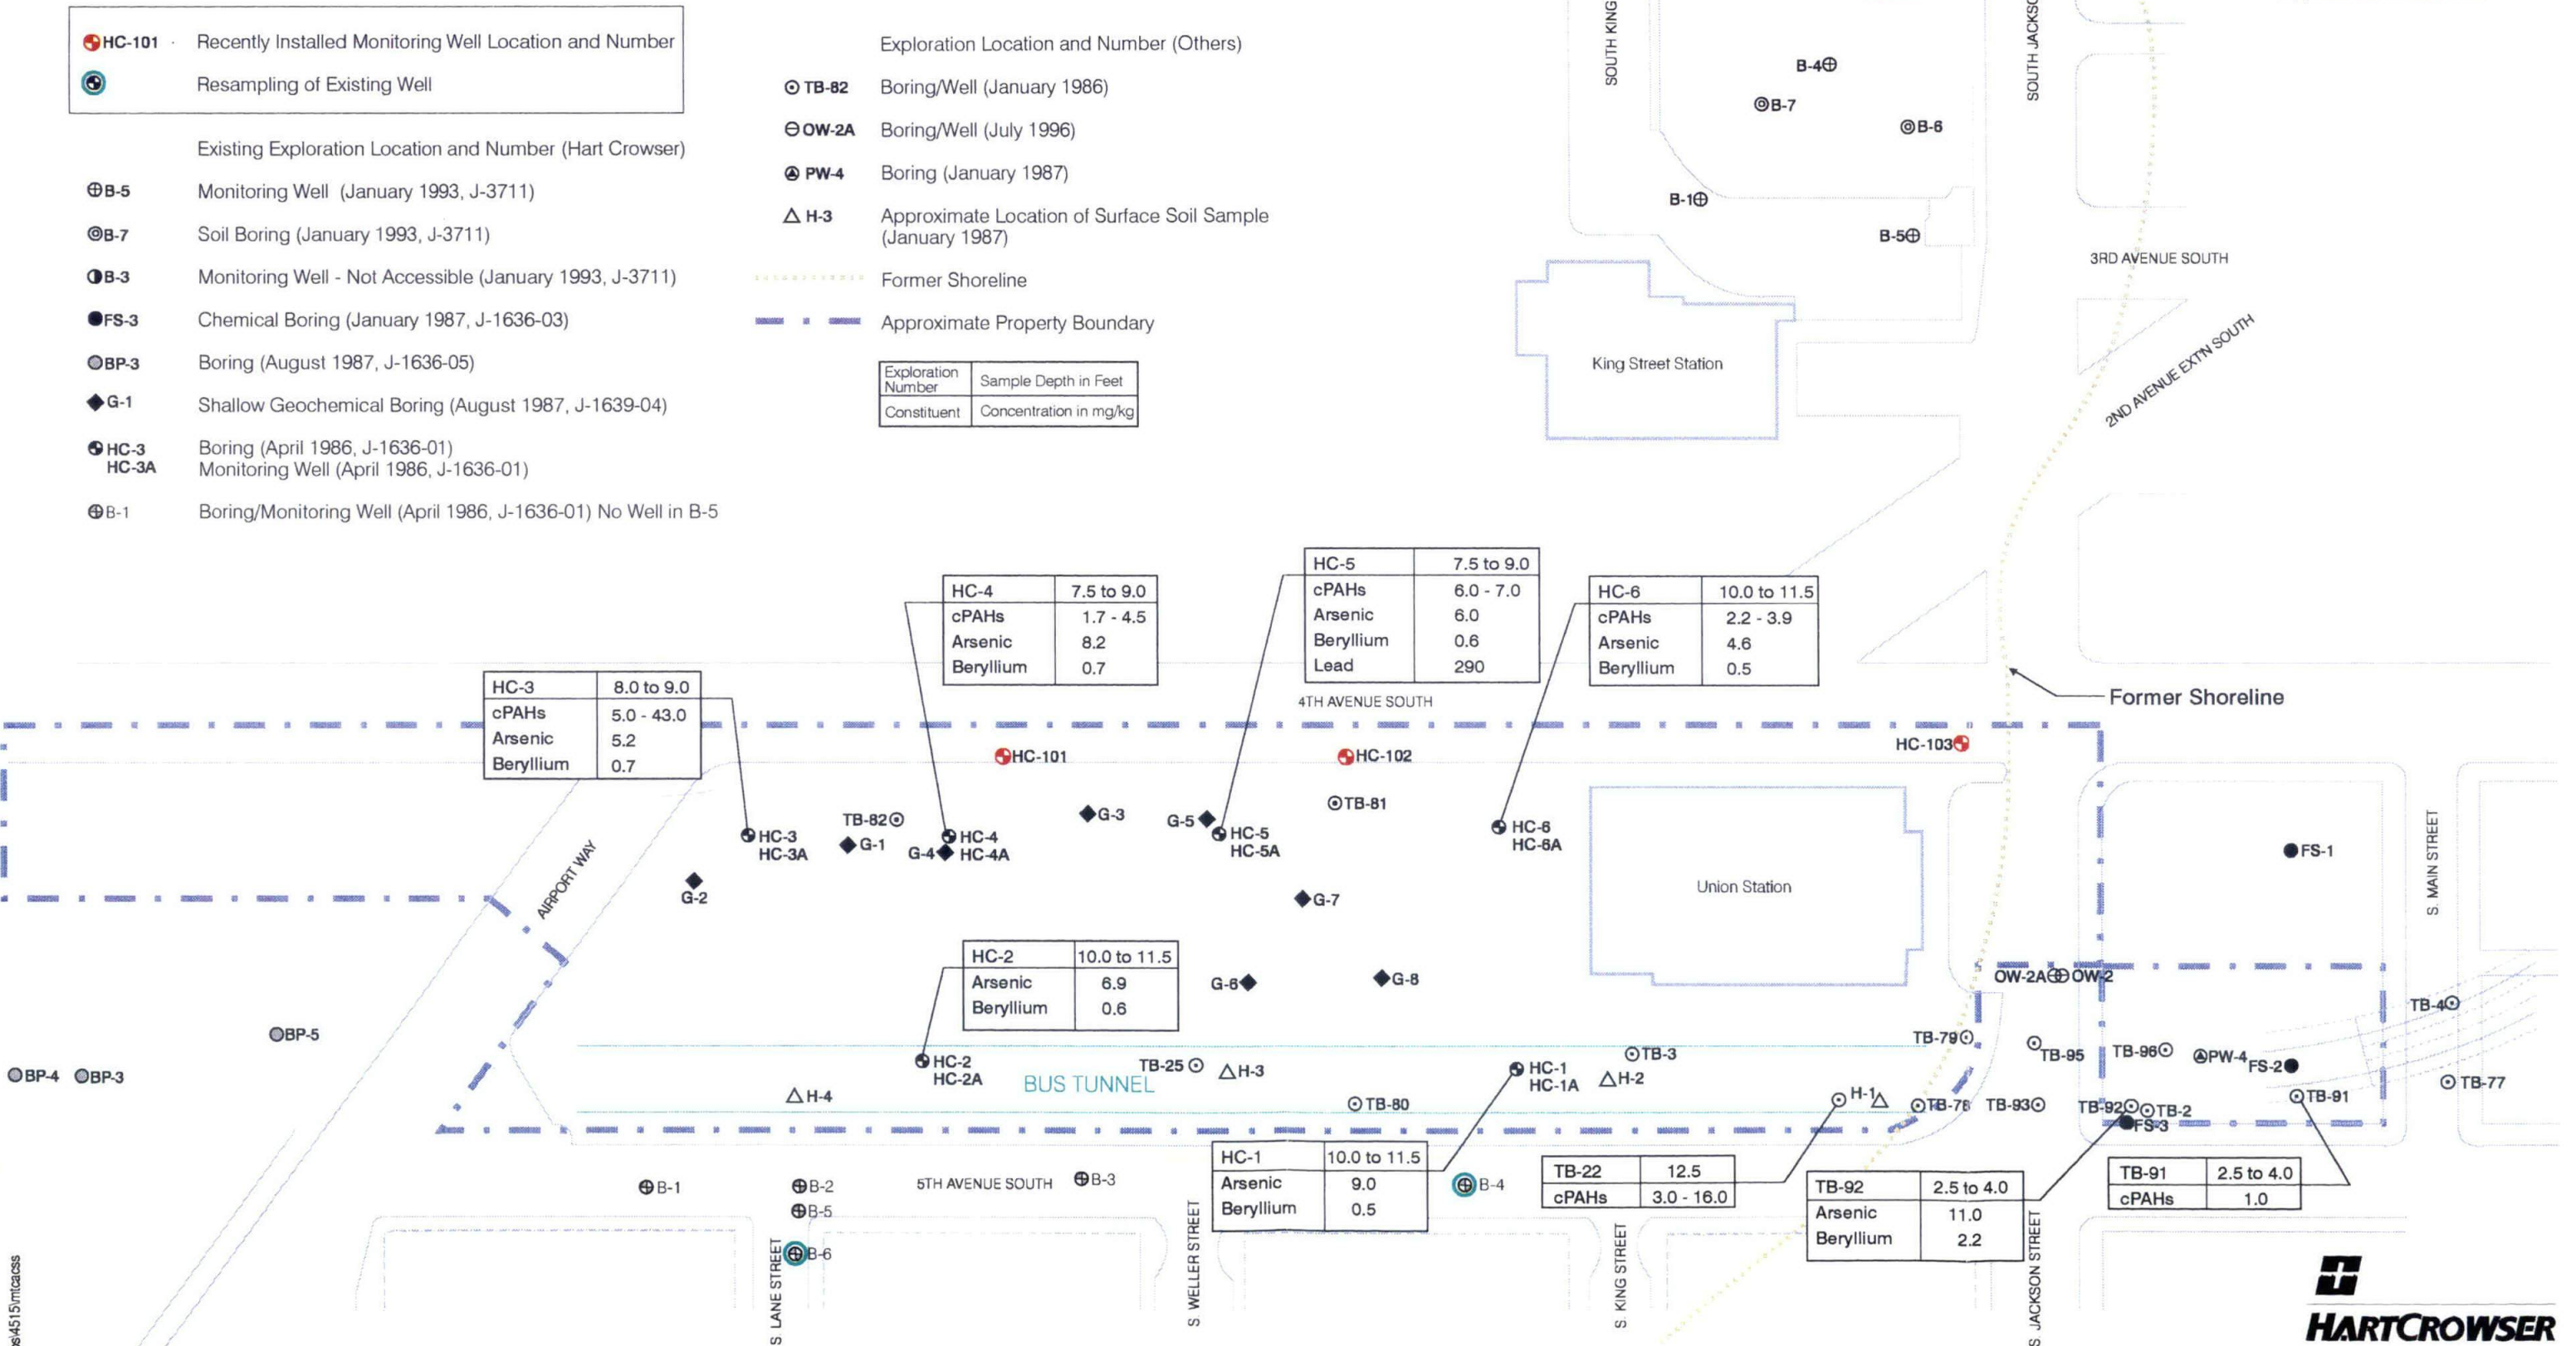 HC-101
Recently Installed Monitoring Well Location and Number
Resampling of Existing Well
Existing Exploration Location and Number (Hart Crowser)
B-5
Monitoring Well (January 1993, J-3711)
B-7
Soil Boring (January 1993, J-3711)
B-3
Monitoring Well - Not Accessible (January 1993, J-3711)
FS-3
Chemical Boring (January 1987, J-1636-03)
BP-3
Boring (August 1987, J-1636-05)
G-1
Shallow Geochemical Boring (August 1987, J-1639-04)
HC-3
Boring (April 1986, J-1636-01)
HC-3A
Monitoring Well (April 1986, J-1636-01)
B-1
Boring/Monitoring Well (April 1986, J-1636-01) No Well in B-5
Exploration Location and Number (Others)
TB-82
Boring/Well (January 1986)
OW-2A
Boring/Well (July 1996)
PW-4
Boring (January 1987)
H-3
Approximate Location of Surface Soil Sample
(January 1987)
Former Shoreline
Approximate Property Boundary
Exploration
Number
Sample Depth in Feet
Constituent
Concentration in mg/kg
SOUTH KING
SOUTH JACKSO
B-4
B-7
B-6
B-1
B-5
3RD AVENUE SOUTH
2ND AVENUE EXT'N SOUTH
King Street Station
HC-3 8.0 to 9.0
cPAHs 5.0 - 43.0
Arsenic 5.2
Beryllium 0.7
HC-4 7.5 to 9.0
cPAHs 1.7 - 4.5
Arsenic 8.2
Beryllium 0.7
HC-5 7.5 to 9.0
cPAHs 6.0 - 7.0
Arsenic 6.0
Beryllium 0.6
Lead 290
HC-6 10.0 to 11.5
cPAHs 2.2 - 3.9
Arsenic 4.6
Beryllium 0.5
4TH AVENUE SOUTH
Former Shoreline
HC-101
HC-102
HC-103
TB-81
TB-82
G-1
G-3
G-5
HC-3
HC-3A
HC-4
HC-4A
G-4
HC-5
HC-5A
HC-6
HC-6A
G-2
G-7
AIRPORT WAY
Union Station
FS-1
S. MAIN STREET
HC-2 10.0 to 11.5
Arsenic 6.9
Beryllium 0.6
G-6
G-8
OW-2A
OW-2
TB-4
BP-5
BP-4
BP-3
HC-2
HC-2A
BUS TUNNEL
TB-25
H-3
H-4
TB-80
HC-1
HC-1A
TB-3
H-2
H-1
TB-79
TB-78
TB-95
TB-93
TB-96
PW-4
FS-2
TB-77
TB-91
TB-92
TB-2
FS-3
B-1
B-2
B-5
B-6
5TH AVENUE SOUTH
B-3
B-4
HC-1 10.0 to 11.5
Arsenic 9.0
Beryllium 0.5
TB-22 12.5
cPAHs 3.0 - 16.0
TB-92 2.5 to 4.0
Arsenic 11.0
Beryllium 2.2
TB-91 2.5 to 4.0
cPAHs 1.0
S. LANE STREET
S. WELLER STREET
S. KING STREET
S. JACKSON STREET
HARTCROWSER